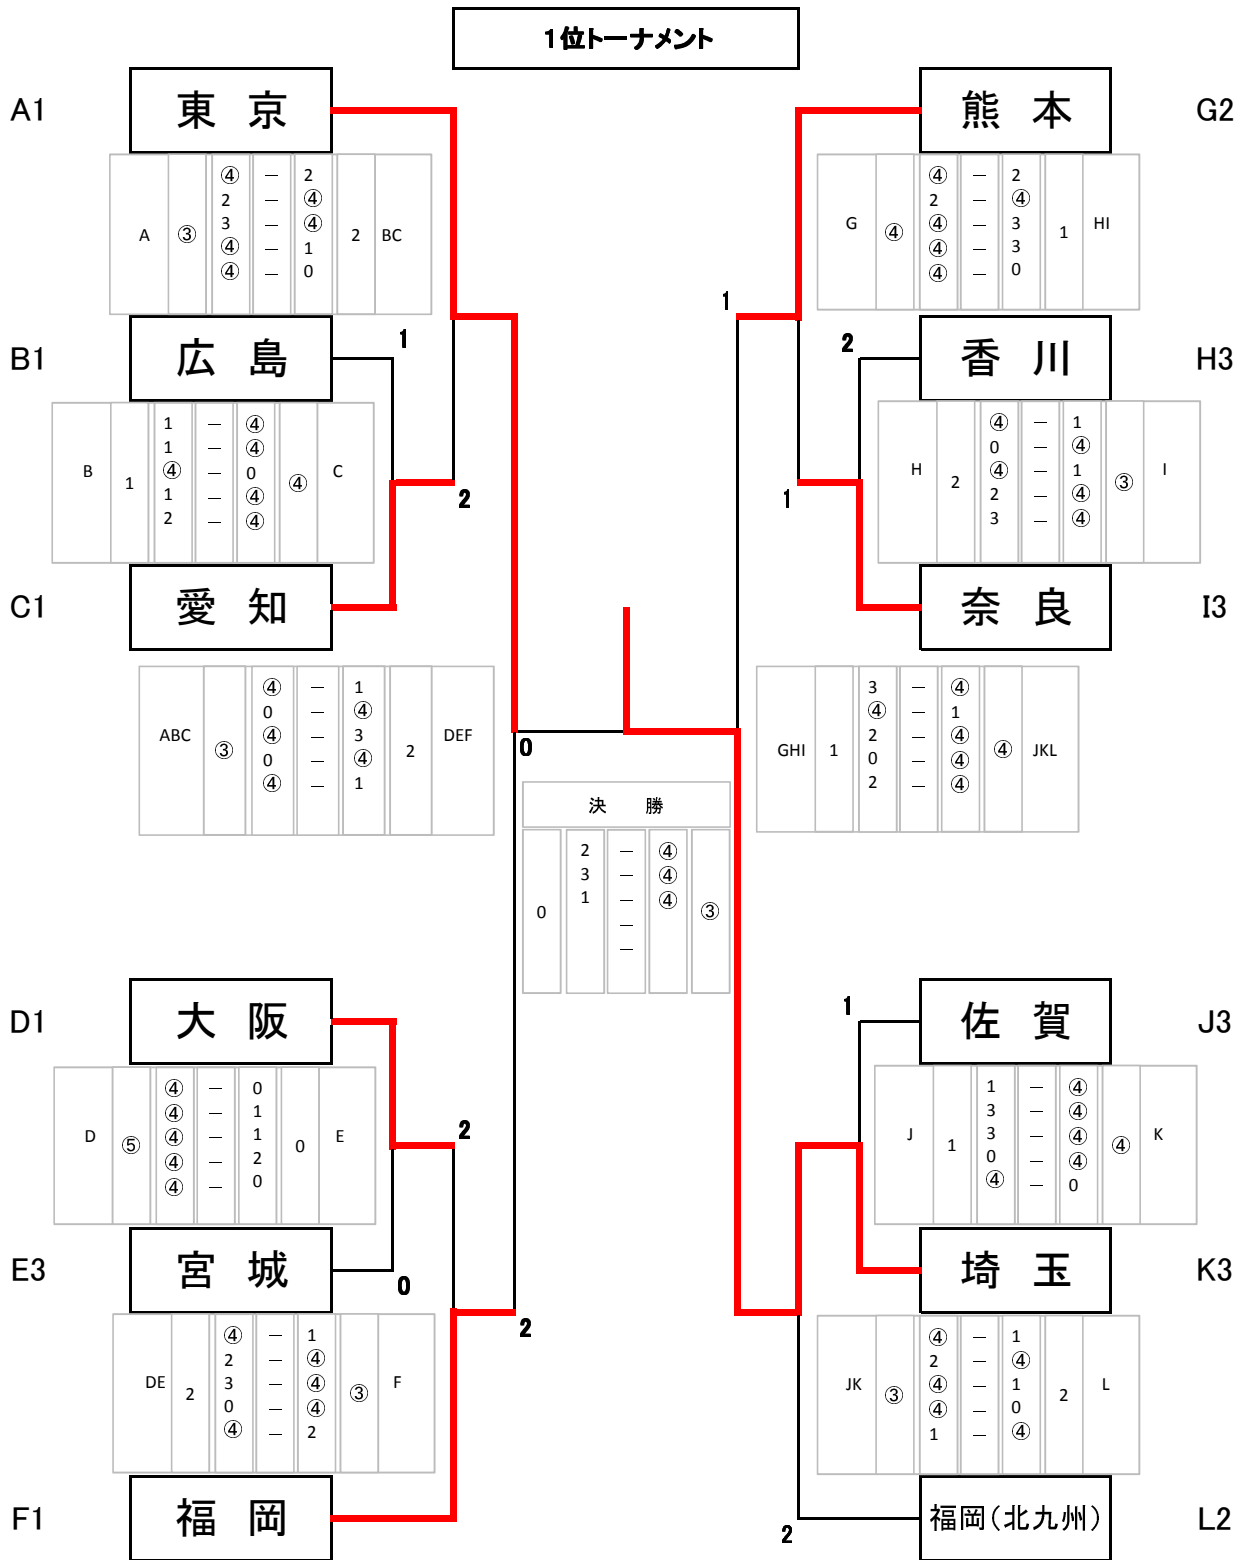 1位トーナメント
A1
東 京
A ③ ④ ― 2 2 BC
2 ― ④
3 ― ④
④ ― 1
④ ― 0
B1
広 島
1
B 1 1 ― ④ ④ C
1 ― ④
④ ― 0
1 ― ④
2 ― ④
2
C1
愛 知
ABC ③ ④ ― 1 2 DEF
0 ― ④
④ ― 3
0 ― ④
④ ― 1
D1
大 阪
D ⑤ ④ ― 0 0 E
④ ― 1
④ ― 1
④ ― 2
④ ― 0
2
E3
宮 城
0
DE 2 ④ ― 1 ③ F
2 ― ④
3 ― ④
0 ― ④
④ ― 2
2
F1
福 岡
0
決 勝
0 2 ― ④ ③
3 ― ④
1 ― ④
―
―
熊 本
G2
G ④ ④ ― 2 1 HI
2 ― ④
④ ― 3
④ ― 3
④ ― 0
1
2
香 川
H3
H 2 ④ ― 1 ③ I
0 ― ④
④ ― 1
2 ― ④
3 ― ④
1
奈 良
I3
GHI 1 3 ― ④ ④ JKL
④ ― 1
2 ― ④
0 ― ④
2 ― ④
1
佐 賀
J3
J 1 1 ― ④ ④ K
3 ― ④
3 ― ④
0 ― ④
④ ― 0
埼 玉
K3
JK ③ ④ ― 1 2 L
2 ― ④
④ ― 1
④ ― 0
1 ― ④
2
福岡（北九州）
L2